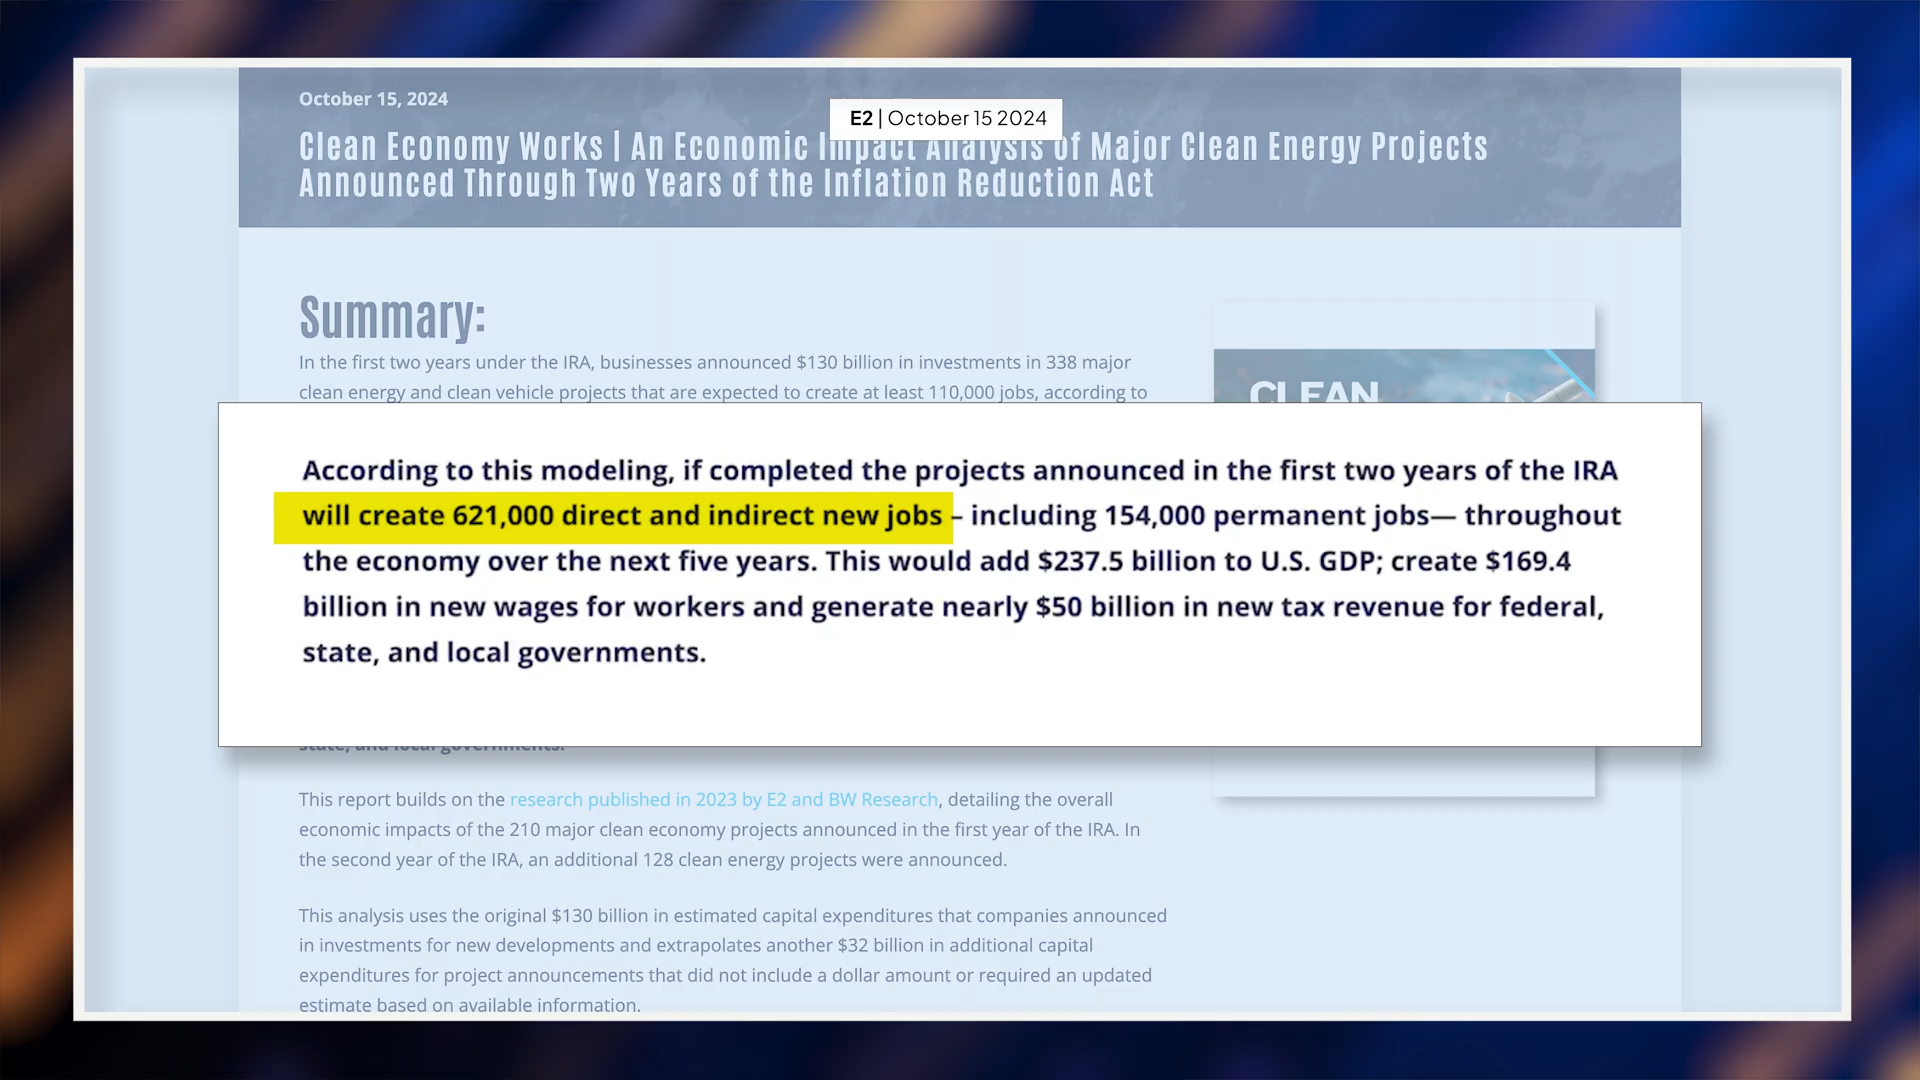 October 15, 2024
E2 | October 15 2024
Clean Economy Works | An Economic Impact Analysis of Major Clean Energy Projects
Announced Through Two Years of the Inflation Reduction Act
Summary:
In the first two years under the IRA, businesses announced $130 billion in investments in 338 major
clean energy and clean vehicle projects that are expected to create at least 110,000 jobs, according to
CLEAN
According to this modeling, if completed the projects announced in the first two years of the IRA
will create 621,000 direct and indirect new jobs – including 154,000 permanent jobs— throughout
the economy over the next five years. This would add $237.5 billion to U.S. GDP; create $169.4
billion in new wages for workers and generate nearly $50 billion in new tax revenue for federal,
state, and local governments.
state, and local governments.
This report builds on the research published in 2023 by E2 and BW Research, detailing the overall
economic impacts of the 210 major clean economy projects announced in the first year of the IRA. In
the second year of the IRA, an additional 128 clean energy projects were announced.
This analysis uses the original $130 billion in estimated capital expenditures that companies announced
in investments for new developments and extrapolates another $32 billion in additional capital
expenditures for project announcements that did not include a dollar amount or required an updated
estimate based on available information.